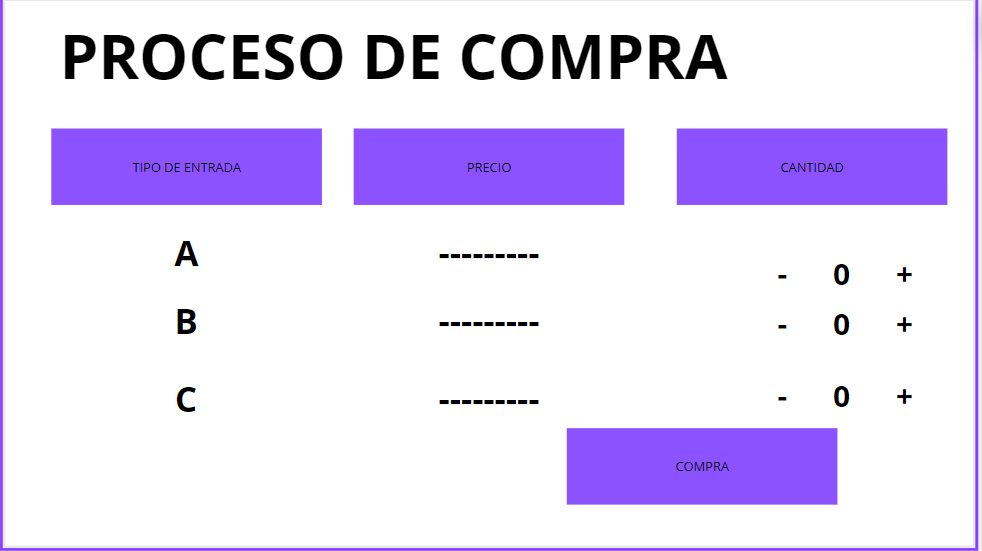 PROCESO DE COMPRA
TIPO DE ENTRADA PRECIO CANTIDAD
A --------- - 0 +
B --------- - 0 +
C --------- - 0 +
COMPRA